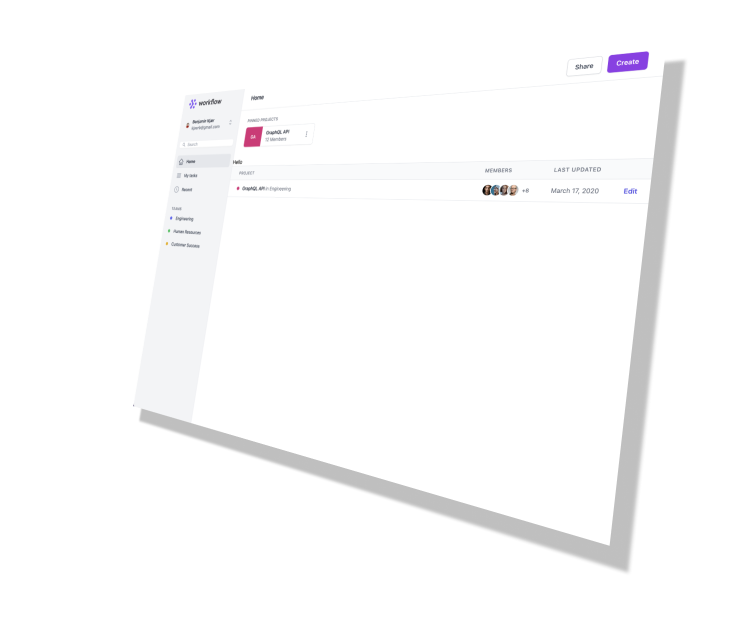 workflow
Benjamin
@gmail.com
Search
Home
My tasks
Recent
TEAMS
Engineering
Human Resources
Customer Success
Home
Share
Create
PINNED PROJECTS
GA
GraphQL API
12 Members
Hello
PROJECT MEMBERS LAST UPDATED
GraphQL API in Engineering +8 March 17, 2020 Edit